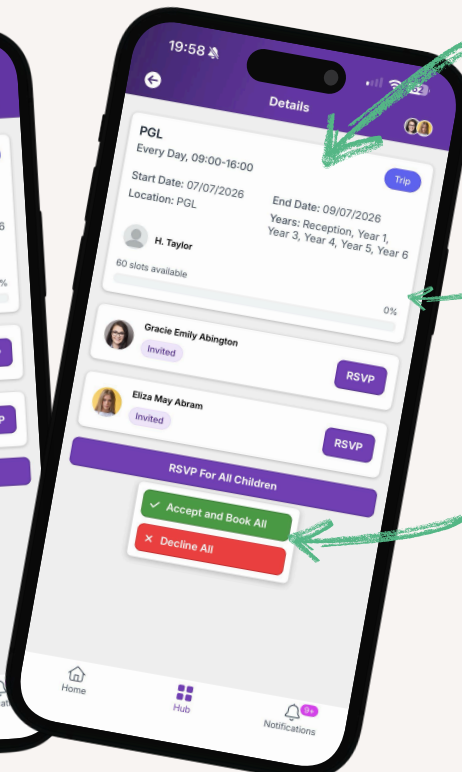 19:58
62
Details
PGL
Trip
Every Day, 09:00-16:00
Start Date: 07/07/2026
End Date: 09/07/2026
Location: PGL
Years: Reception, Year 1,
Year 3, Year 4, Year 5, Year 6
H. Taylor
60 slots available
0%
Gracie Emily Abington
Invited
RSVP
Eliza May Abram
Invited
RSVP
RSVP For All Children
Accept and Book All
Decline All
Home
Hub
9+
Notifications
6
%
P